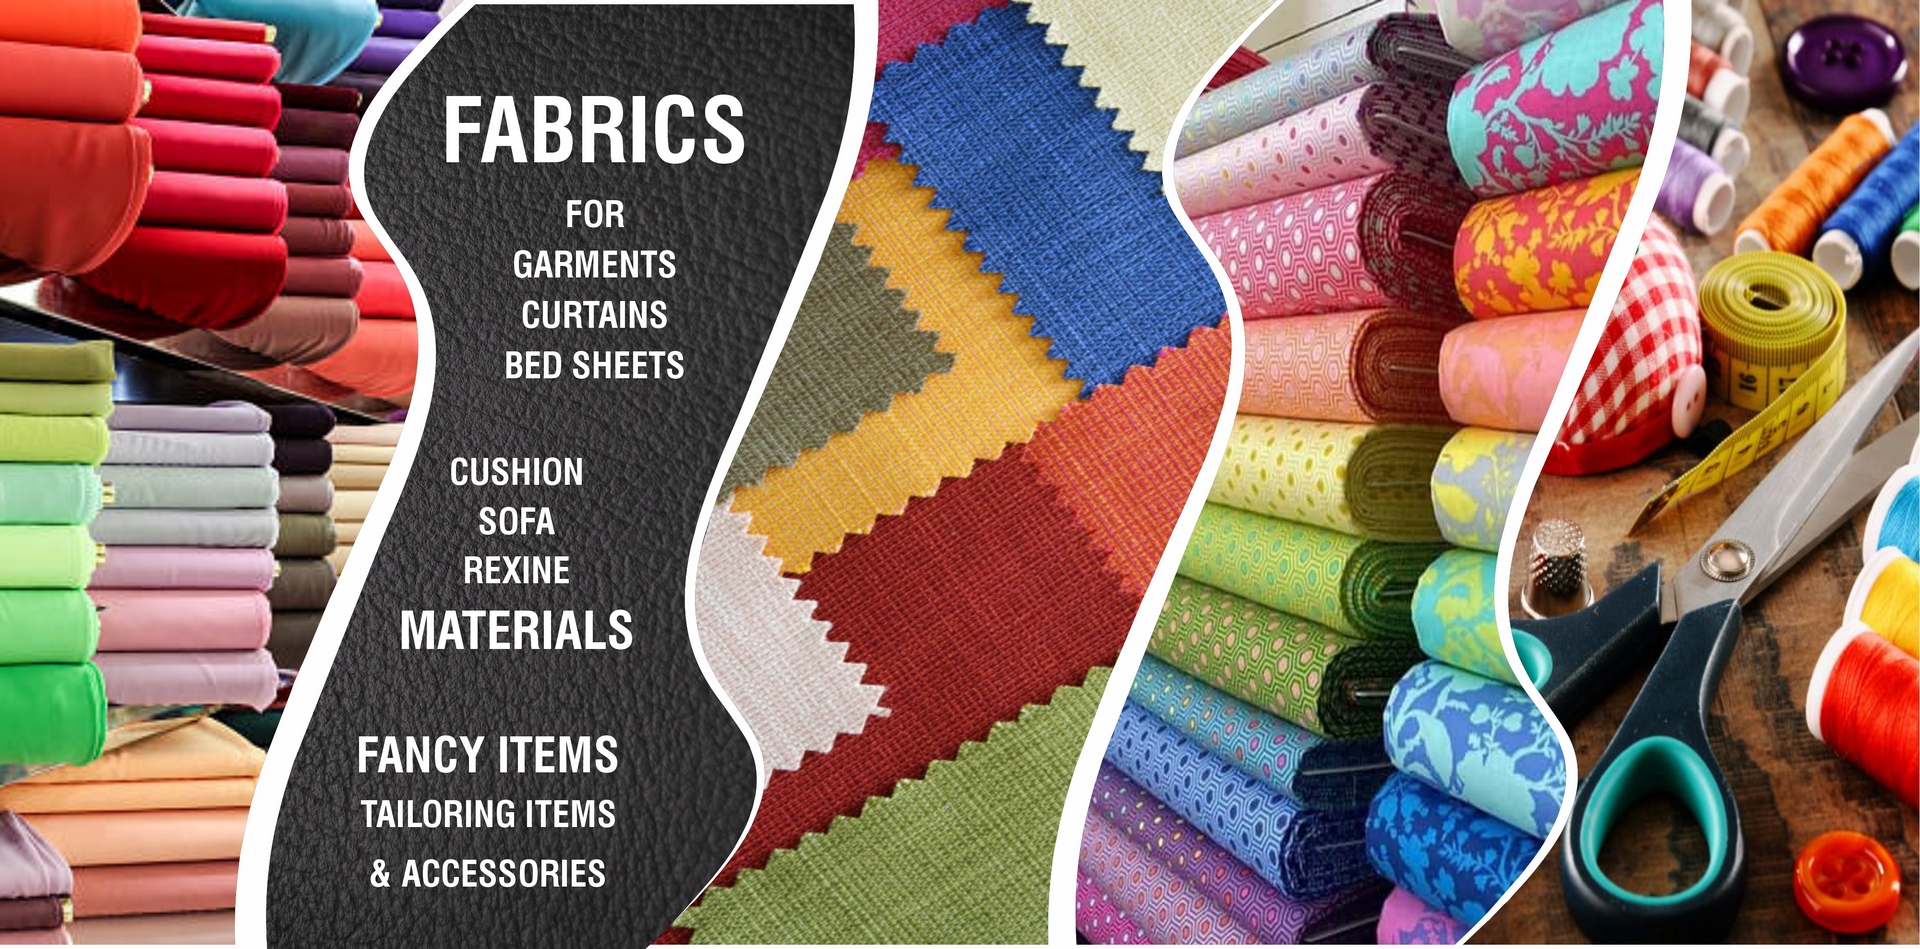 FABRICS
FOR
GARMENTS
CURTAINS
BED SHEETS
CUSHION
SOFA
REXINE
MATERIALS
FANCY ITEMS
TAILORING ITEMS
& ACCESSORIES